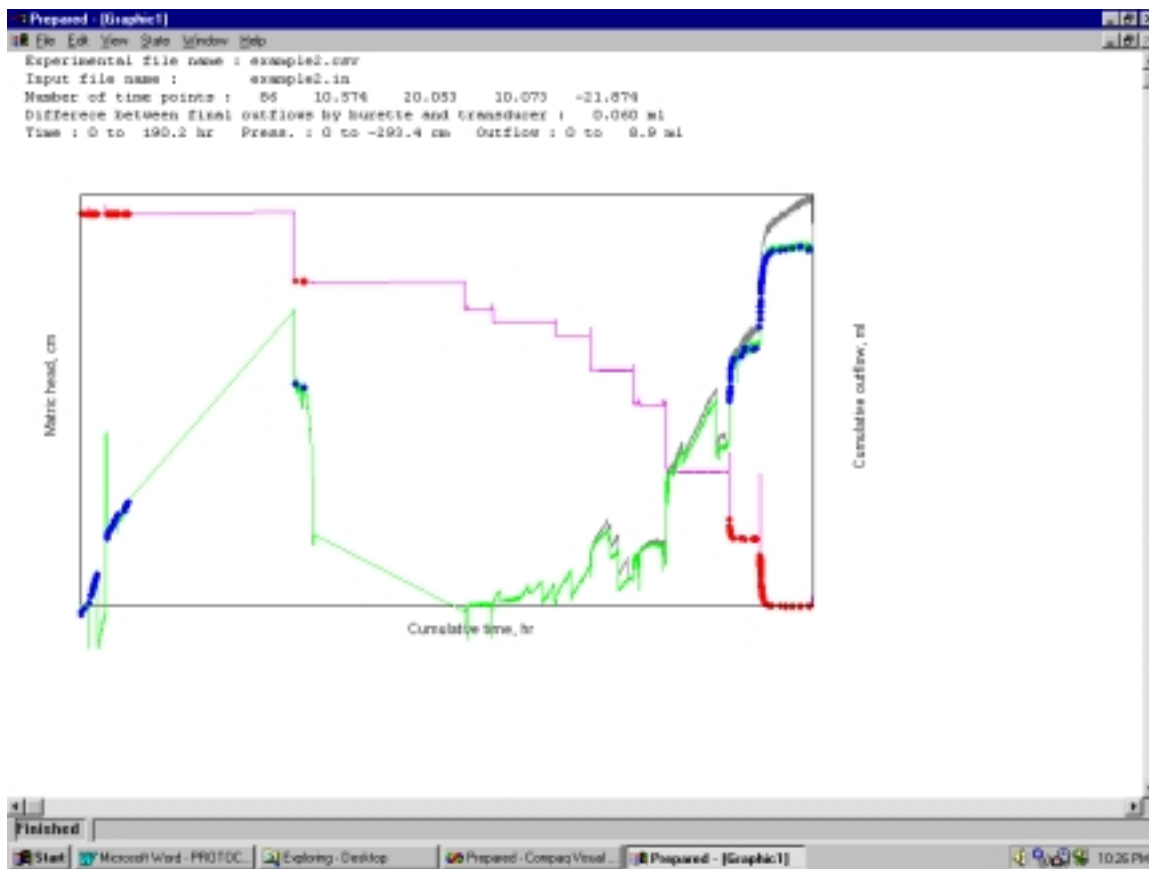 Prepared - [Graphic1]
File Edit View State Window Help
Experimental file name : example2.csv
Input file name : example2.in
Number of time points : 86 10.574 20.053 10.073 -21.874
Differece between final outflows by burette and transducer : 0.060 ml
Time : 0 to 190.2 hr Press. : 0 to -293.4 cm Outflow : 0 to 8.9 ml
Matric head, cm
Cumulative outflow, ml
Cumulative time, hr
Finished
Start Microsoft Word - PROTOC... Exploring - Desktop Prepared - Compaq Visual ... Prepared - [Graphic1] 10:26 PM